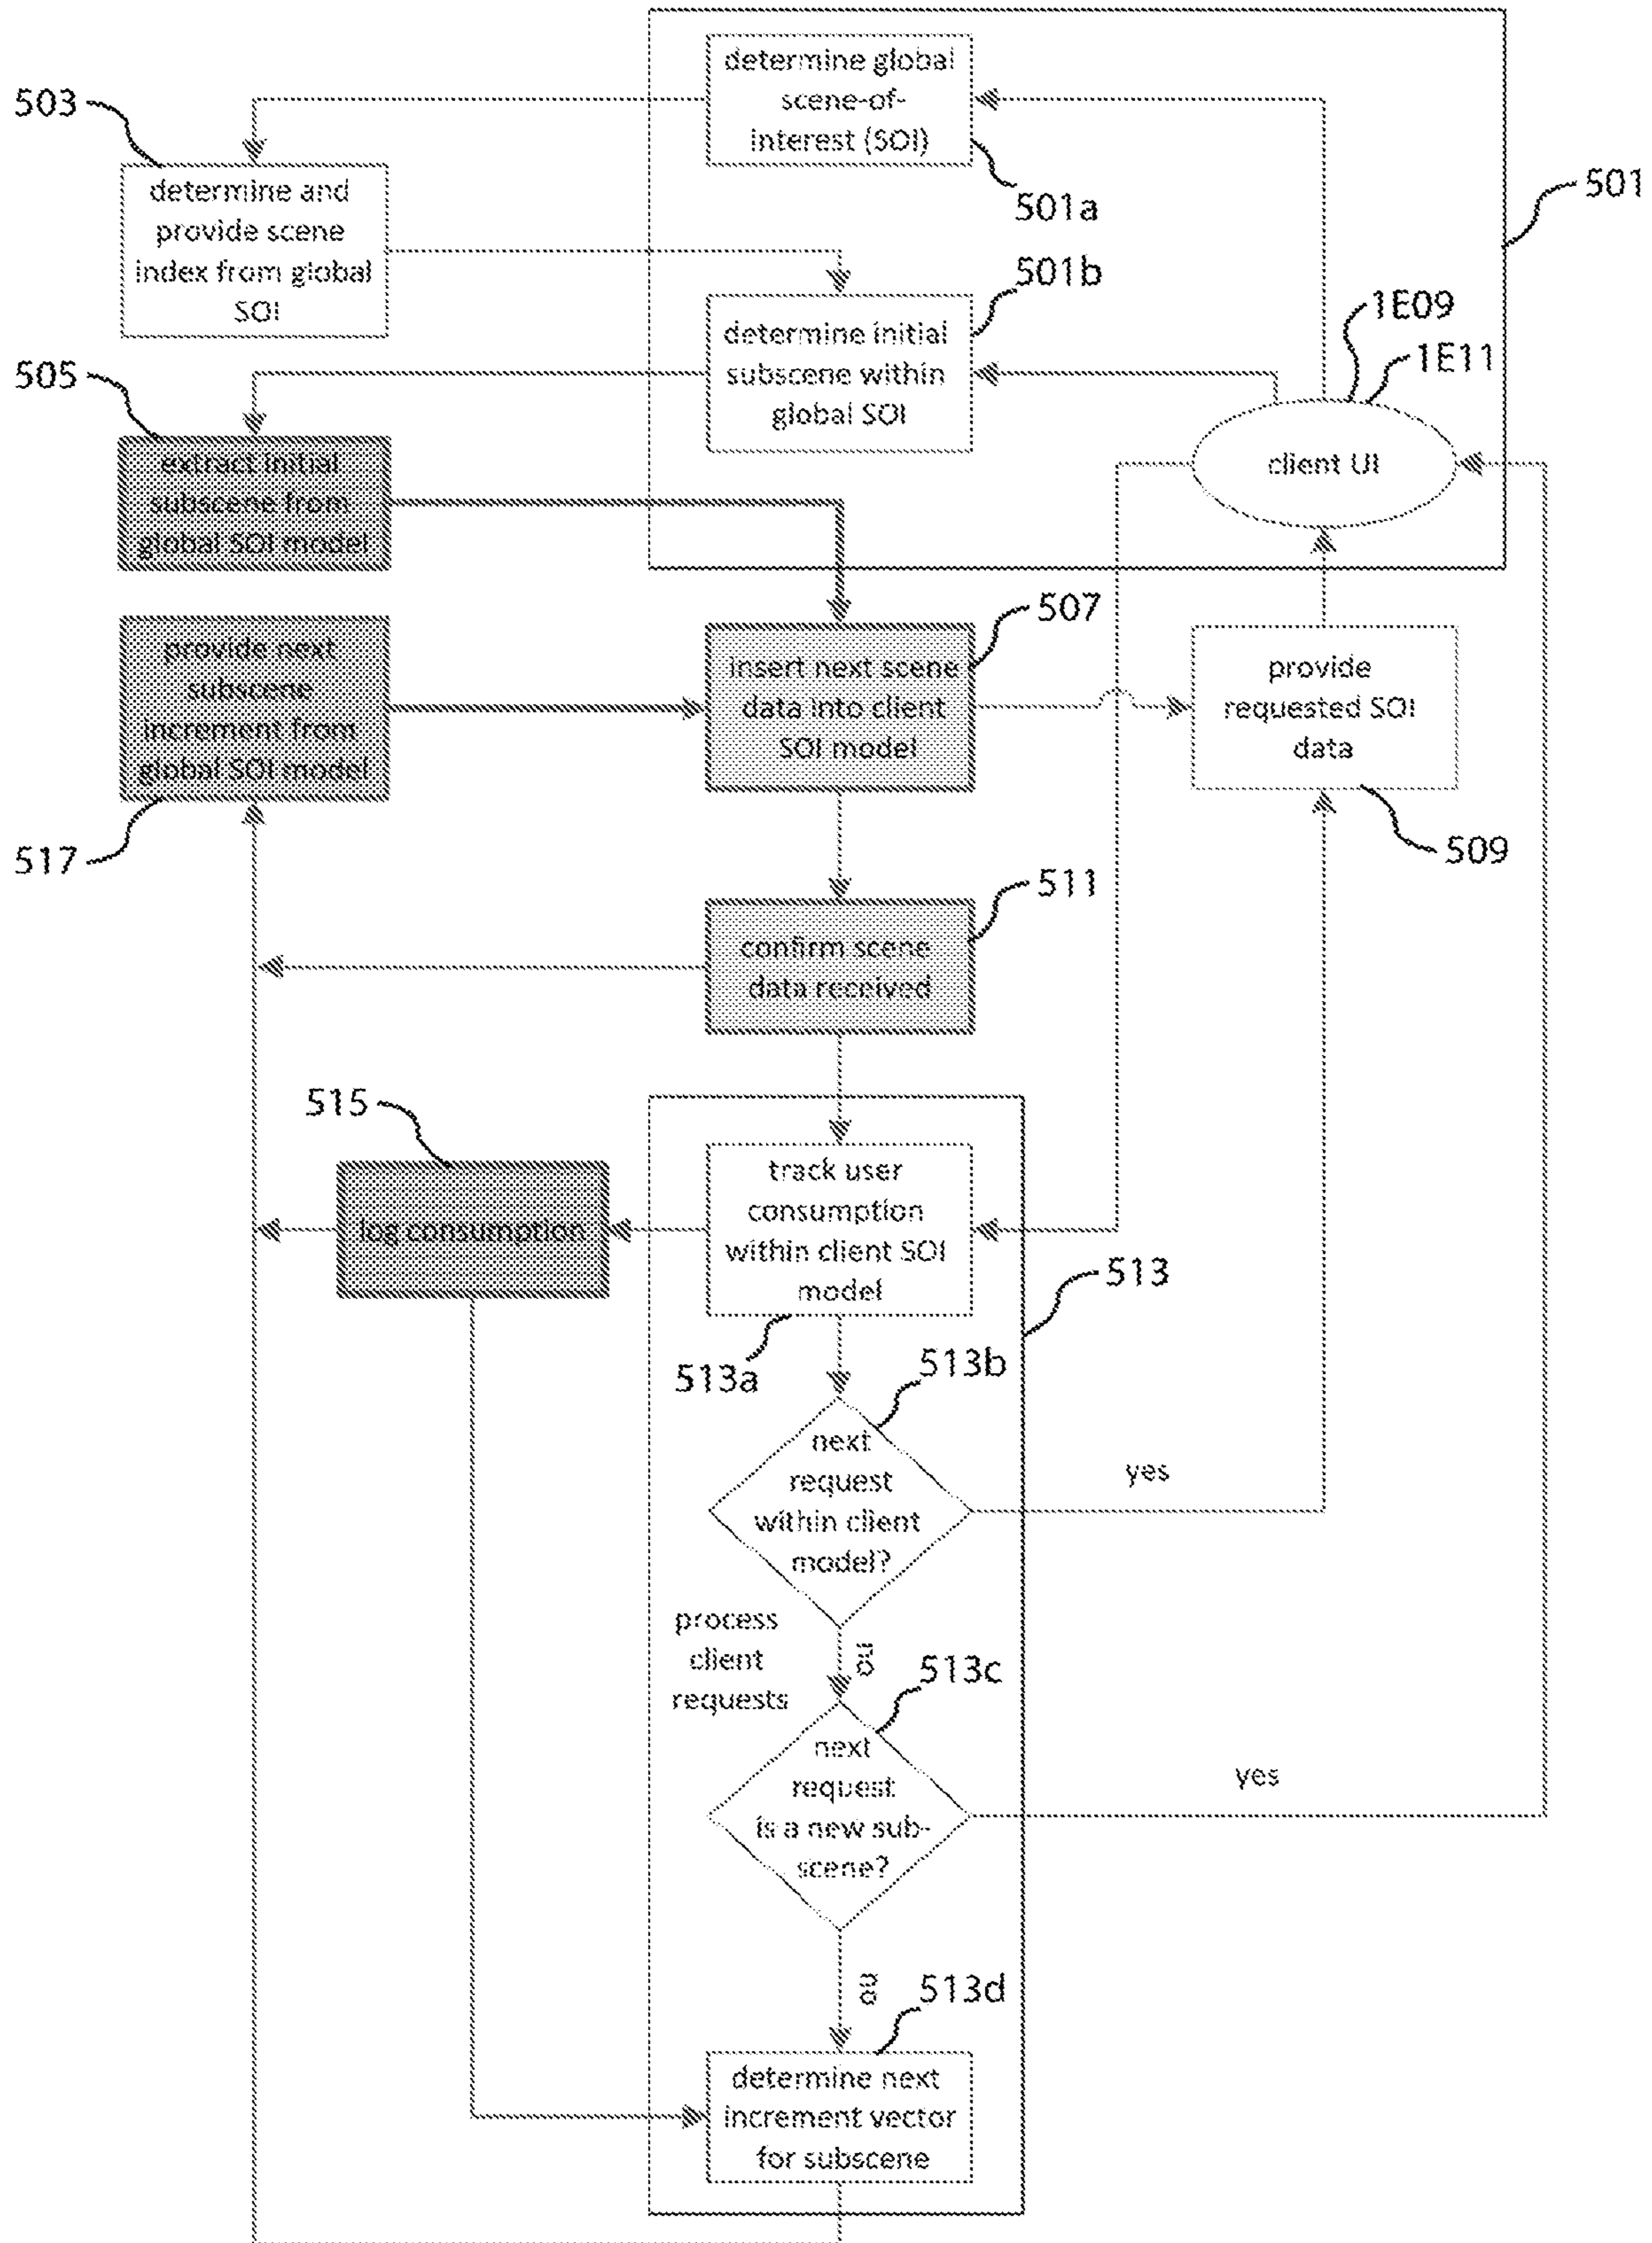 determine global
scene-of-
interest (SOI)
503
501a
501
determine and
provide scene
index from global
SOI
501b
determine initial
subscene within
global SOI
1E09
1E11
505
client UI
extract initial
subscene from
global SOI model
507
provide next
subscene
increment from
global SOI model
insert next scene
data into client
SOI model
provide
requested SOI
data
517
509
511
confirm scene
data received
515
track user
consumption
within client SOI
model
log consumption
513
513a
513b
next
request
within client
model?
yes
process
client
requests
no
513c
next
request
is a new sub-
scene?
yes
no
513d
determine next
increment vector
for subscene